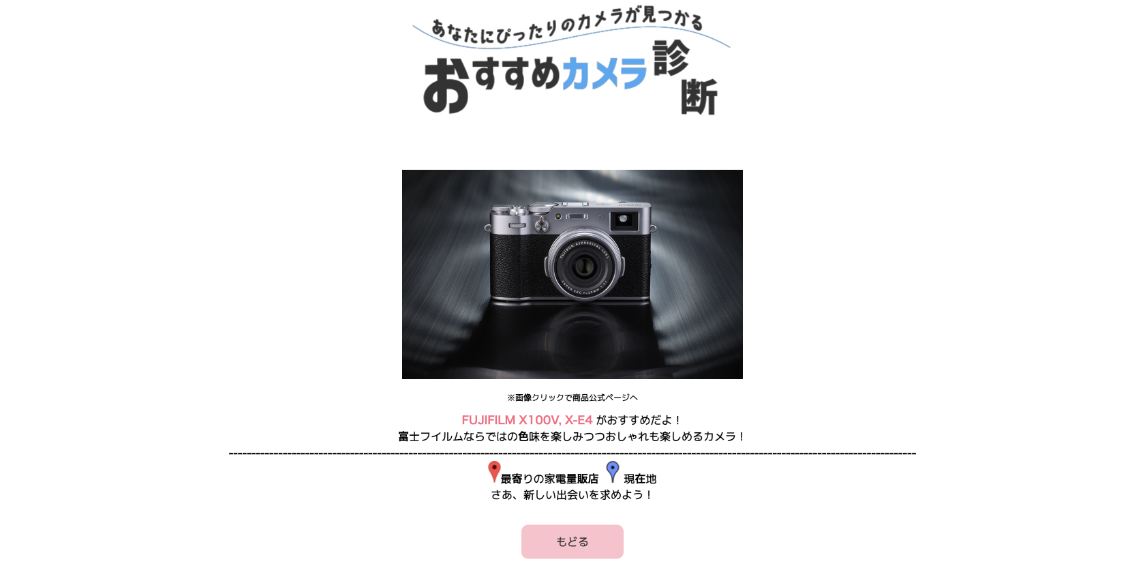 あなたにぴったりのカメラが見つかる
おすすめカメラ診断
※画像クリックで商品公式ページへ
FUJIFILM X100V, X-E4 がおすすめだよ！
富士フイルムならではの色味を楽しみつつおしゃれも楽しめるカメラ！
最寄りの家電量販店 現在地
さあ、新しい出会いを求めよう！
もどる